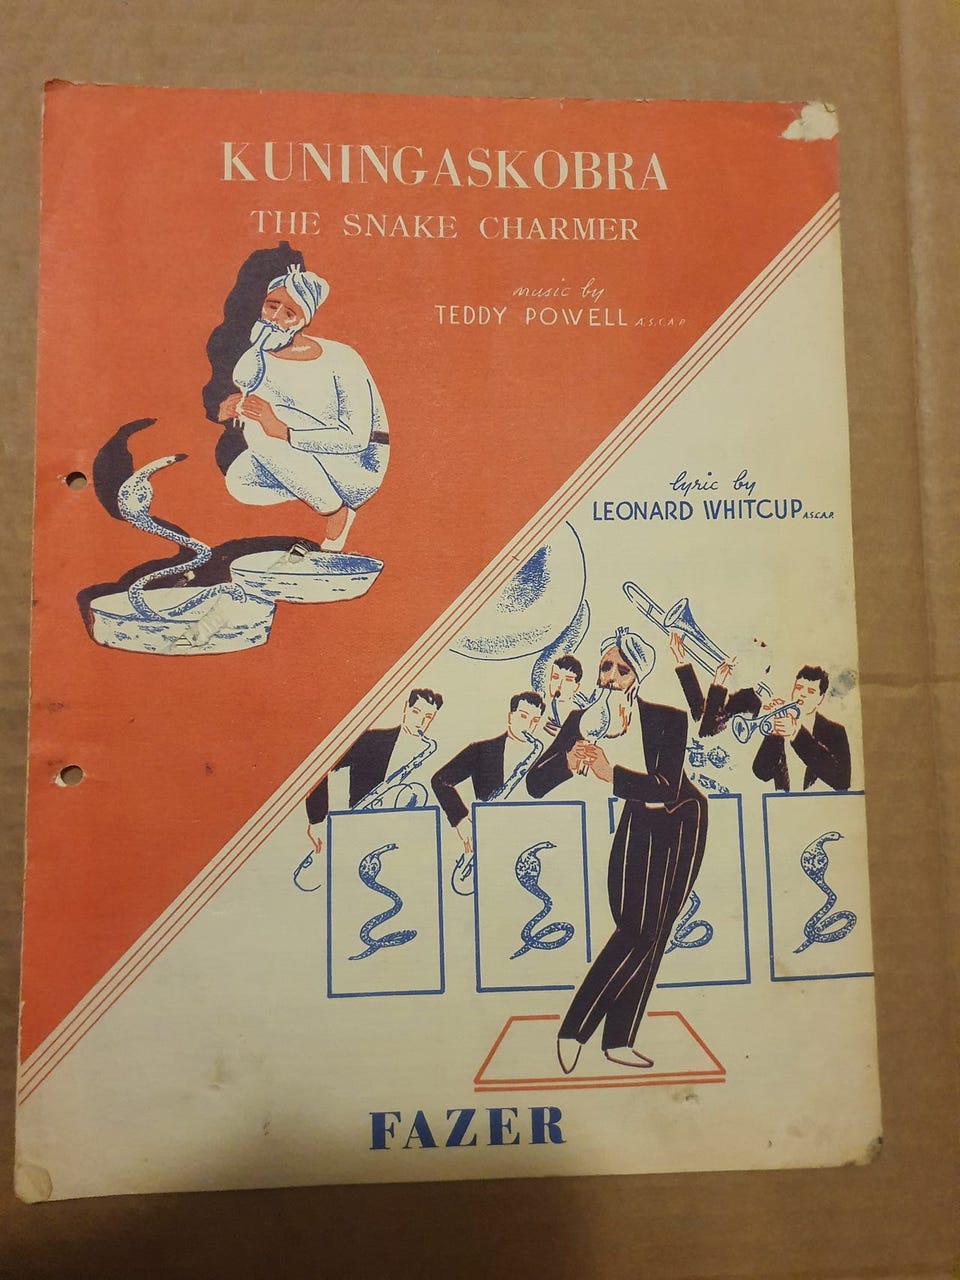 KUNINGASKOBRA
THE SNAKE CHARMER
music by
TEDDY POWELL A.S.C.A.P.
lyric by
LEONARD WHITCUP A.S.C.A.P.
FAZER